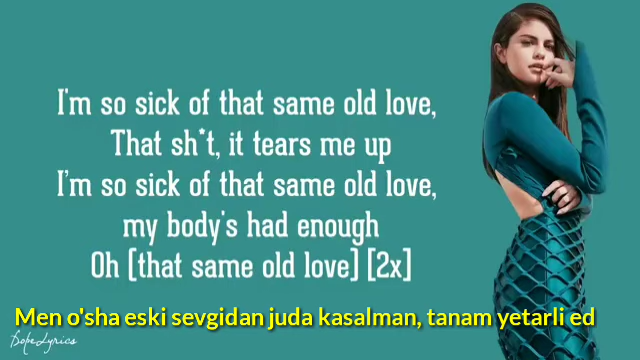 I'm so sick of that same old love,
That sh*t, it tears me up
I'm so sick of that same old love,
my body's had enough
Oh [that same old love] [2x]
Men o'sha eski sevgidan juda kasalman, tanam yetarli ed
BobeLyrics